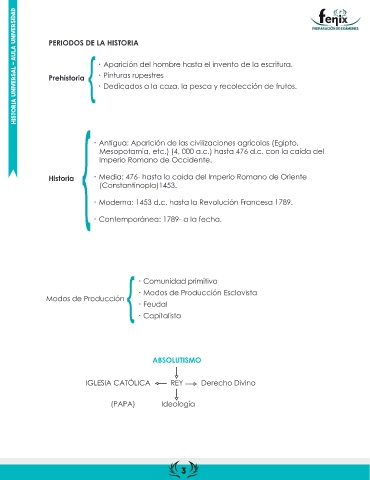 HISTORIA UNIVERSAL - AULA UNIVERSIDAD
fenix
PREPARACIÓN DE EXÁMENES
PERIODOS DE LA HISTORIA
Prehistoria
· Aparición del hombre hasta el invento de la escritura.
· Pinturas rupestres
· Dedicados a la caza, la pesca y recolección de frutos.
Historia
· Antigua: Aparición de las civilizaciones agrícolas (Egipto,
Mesopotamia, etc.) (4, 000 a.c.) hasta 476 d.c. con la caída del
Imperio Romano de Occidente.
· Media: 476- hasta la caída del Imperio Romano de Oriente
(Constantinopla)1453.
· Moderna: 1453 d.c. hasta la Revolución Francesa 1789.
· Contemporánea: 1789- a la fecha.
Modos de Producción
· Comunidad primitiva
· Modos de Producción Esclavista
· Feudal
· Capitalista
ABSOLUTISMO
IGLESIA CATÓLICA REY Derecho Divino
(PAPA) Ideología
3